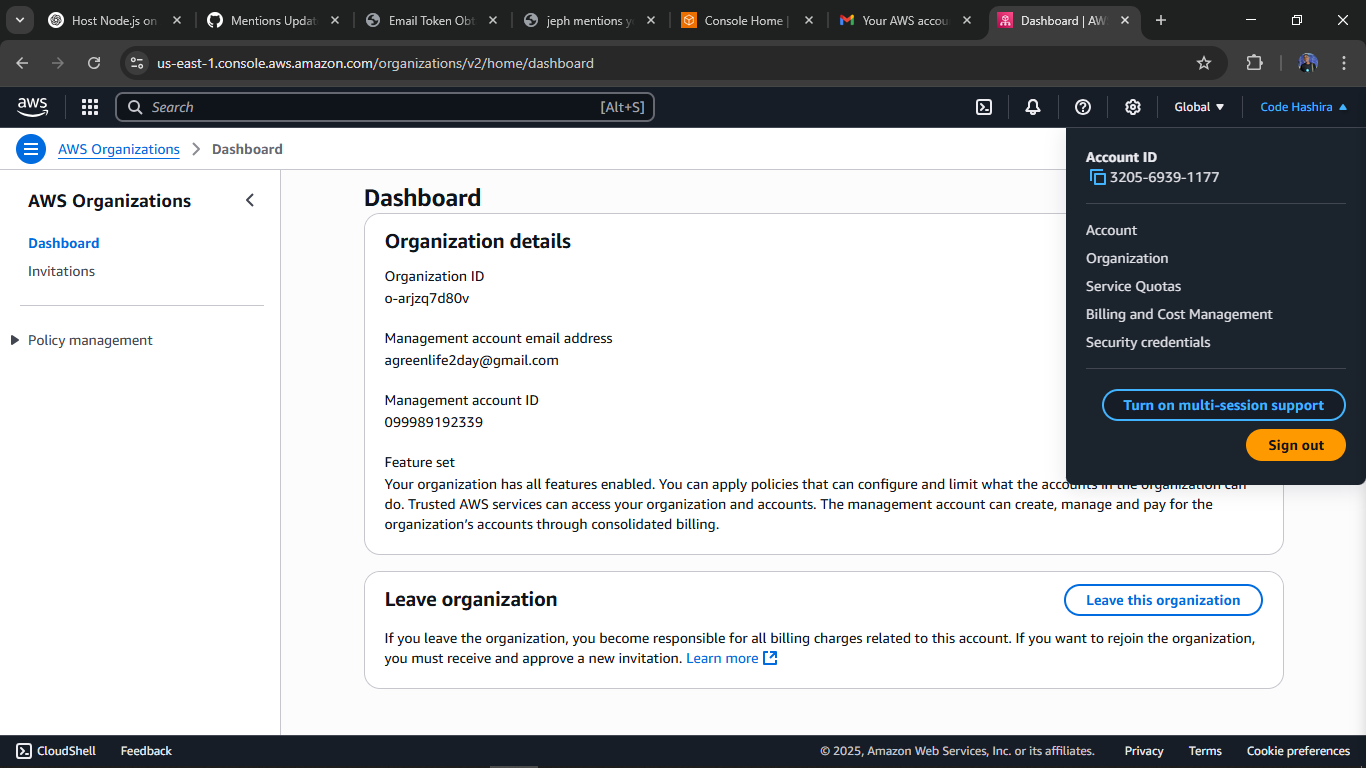 Host Node.js on
Mentions Updat
Email Token Obt
jeph mentions y
Console Home |
Your AWS accou
Dashboard | AW
us-east-1.console.aws.amazon.com/organizations/v2/home/dashboard
aws
Search
[Alt+S]
Global
Code Hashira
AWS Organizations
Dashboard
Account ID
3205-6939-1177
Account
Organization
Service Quotas
Billing and Cost Management
Security credentials
Turn on multi-session support
Sign out
AWS Organizations
Dashboard
Invitations
Policy management
Dashboard
Organization details
Organization ID
o-arjzq7d80v
Management account email address
agreenlife2day@gmail.com
Management account ID
099989192339
Feature set
Your organization has all features enabled. You can apply policies that can configure and limit what the accounts in the organization can
do. Trusted AWS services can access your organization and accounts. The management account can create, manage and pay for the
organization's accounts through consolidated billing.
Leave organization
Leave this organization
If you leave the organization, you become responsible for all billing charges related to this account. If you want to rejoin the organization,
you must receive and approve a new invitation. Learn more
CloudShell
Feedback
© 2025, Amazon Web Services, Inc. or its affiliates.
Privacy
Terms
Cookie preferences